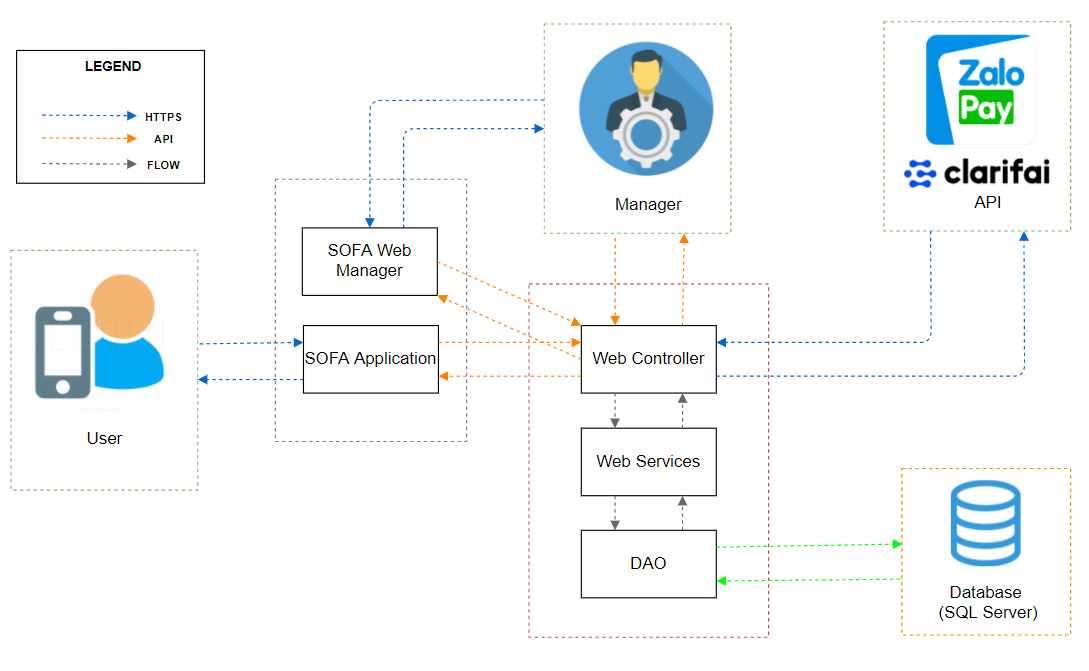 LEGEND
HTTPS
API
FLOW
Manager
Zalo
Pay
clarifai
API
SOFA Web
Manager
SOFA Application
User
Web Controller
Web Services
DAO
Database
(SQL Server)